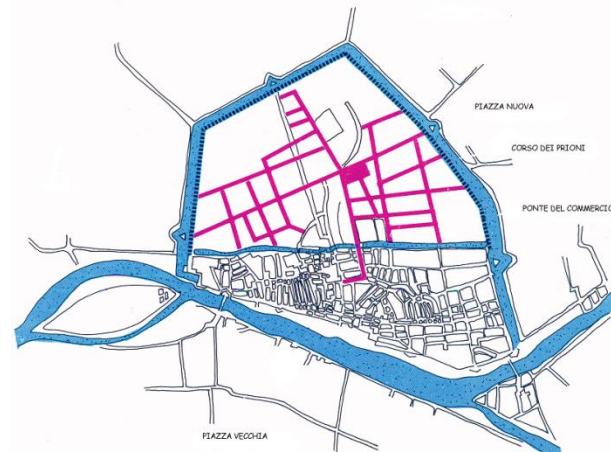 PIAZZA NUOVA
CORSO DEI PRIONI
PONTE DEL COMMERCIO
PIAZZA VECCHIA